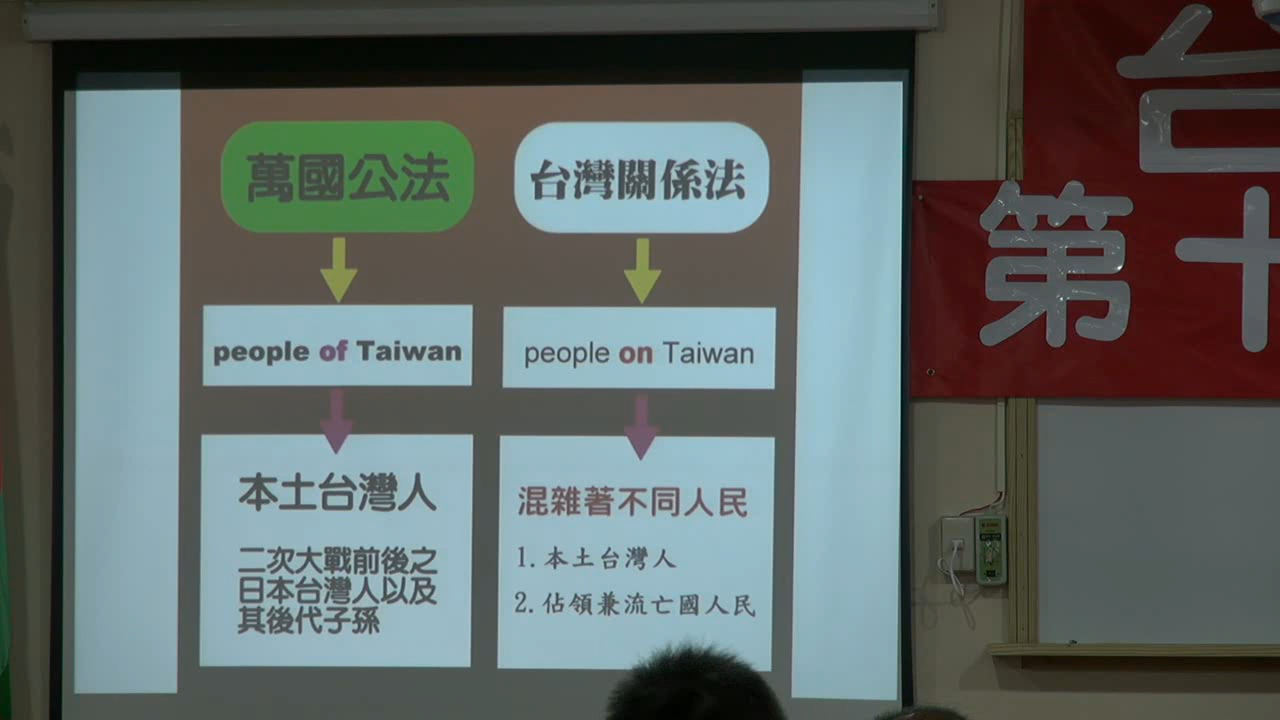 萬國公法
台灣關係法
people of Taiwan
people on Taiwan
本土台灣人
二次大戰前後之
日本台灣人以及
其後代子孫
混雜著不同人民
1. 本土台灣人
2. 佔領兼流亡國人民
台
第十